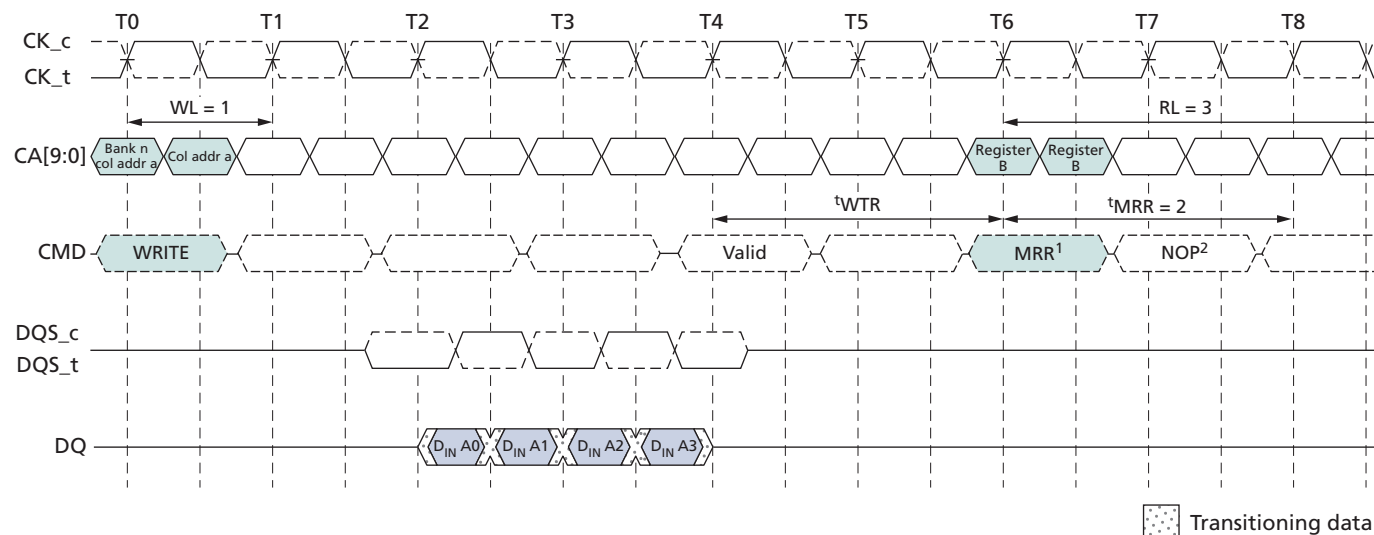 T0 T1 T2 T3 T4 T5 T6 T7 T8
CK_c
CK_t
WL = 1
RL = 3
CA[9:0]
Bank n
col addr a
Col addr a
Register
B
Register
B
tWTR
tMRR = 2
CMD
WRITE
Valid
MRR1
NOP2
DQS_c
DQS_t
DQ
DIN A0
DIN A1
DIN A2
DIN A3
Transitioning data